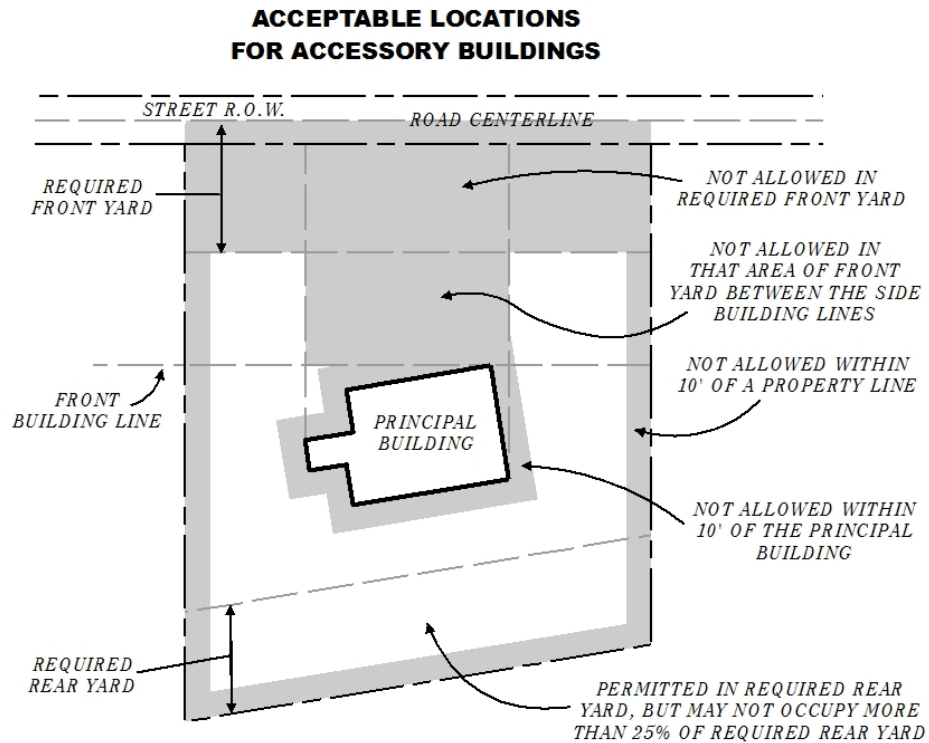 ACCEPTABLE LOCATIONS
FOR ACCESSORY BUILDINGS
STREET R.O.W.
ROAD CENTERLINE
REQUIRED
FRONT YARD
NOT ALLOWED IN
REQUIRED FRONT YARD
NOT ALLOWED IN
THAT AREA OF FRONT
YARD BETWEEN THE SIDE
BUILDING LINES
FRONT
BUILDING LINE
PRINCIPAL
BUILDING
NOT ALLOWED WITHIN
10' OF A PROPERTY LINE
NOT ALLOWED WITHIN
10' OF THE PRINCIPAL
BUILDING
REQUIRED
REAR YARD
PERMITTED IN REQUIRED REAR
YARD, BUT MAY NOT OCCUPY MORE
THAN 25% OF REQUIRED REAR YARD